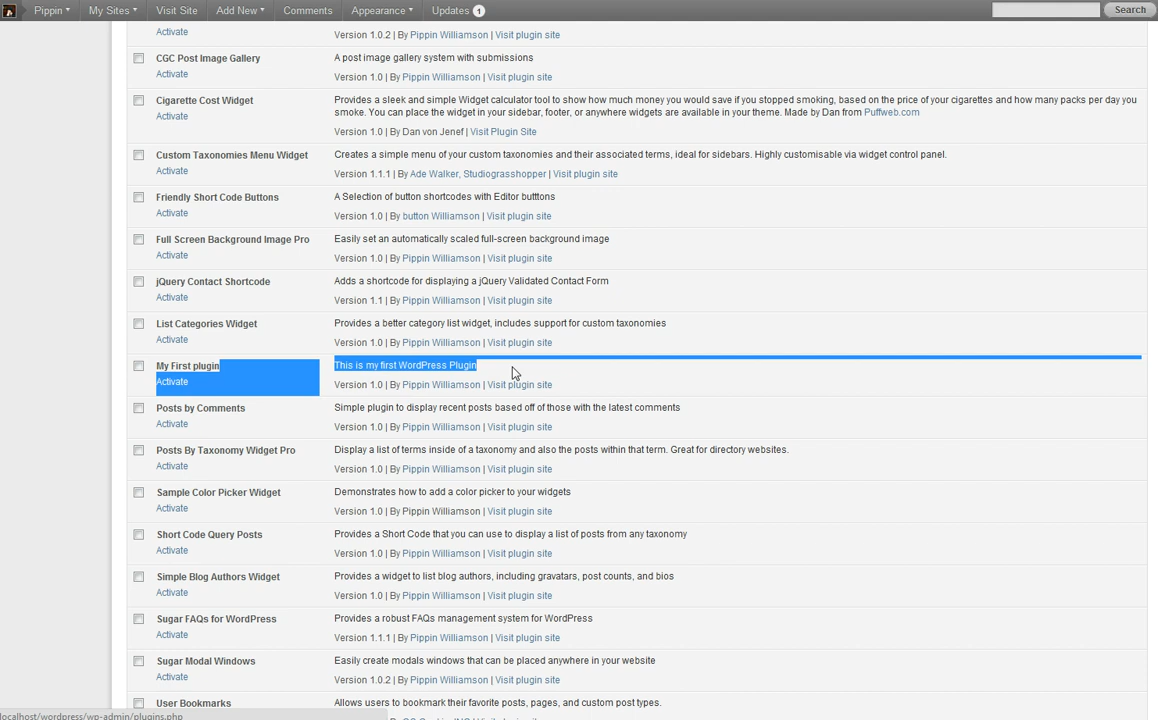 Pippin My Sites Visit Site Add New Comments Appearance Updates 1 Search
Activate
Version 1.0.2 | By Pippin Williamson | Visit plugin site
CGC Post Image Gallery
Activate
A post image gallery system with submissions
Version 1.0 | By Pippin Williamson | Visit plugin site
Cigarette Cost Widget
Activate
Provides a sleek and simple Widget calculator tool to show how much money you would save if you stopped smoking, based on the price of your cigarettes and how many packs per day you
smoke. You can place the widget in your sidebar, footer, or anywhere widgets are available in your theme. Made by Dan from Puffweb.com
Version 1.0 | By Dan von Jenef | Visit Plugin Site
Custom Taxonomies Menu Widget
Activate
Creates a simple menu of your custom taxonomies and their associated terms, ideal for sidebars. Highly customisable via widget control panel.
Version 1.1.1 | By Ade Walker, Studiograsshopper | Visit plugin site
Friendly Short Code Buttons
Activate
A Selection of button shortcodes with Editor butttons
Version 1.0 | By button Williamson | Visit plugin site
Full Screen Background Image Pro
Activate
Easily set an automatically scaled full-screen background image
Version 1.0 | By Pippin Williamson | Visit plugin site
jQuery Contact Shortcode
Activate
Adds a shortcode for displaying a jQuery Validated Contact Form
Version 1.1 | By Pippin Williamson | Visit plugin site
List Categories Widget
Activate
Provides a better category list widget, includes support for custom taxonomies
Version 1.0 | By Pippin Williamson | Visit plugin site
My First plugin
Activate
This is my first WordPress Plugin
Version 1.0 | By Pippin Williamson | Visit plugin site
Posts by Comments
Activate
Simple plugin to display recent posts based off of those with the latest comments
Version 1.0 | By Pippin Williamson | Visit plugin site
Posts By Taxonomy Widget Pro
Activate
Display a list of terms inside of a taxonomy and also the posts within that term. Great for directory websites.
Version 1.0 | By Pippin Williamson | Visit plugin site
Sample Color Picker Widget
Activate
Demonstrates how to add a color picker to your widgets
Version 1.0 | By Pippin Williamson | Visit plugin site
Short Code Query Posts
Activate
Provides a Short Code that you can use to display a list of posts from any taxonomy
Version 1.0 | By Pippin Williamson | Visit plugin site
Simple Blog Authors Widget
Activate
Provides a widget to list blog authors, including gravatars, post counts, and bios
Version 1.0 | By Pippin Williamson | Visit plugin site
Sugar FAQs for WordPress
Activate
Provides a robust FAQs management system for WordPress
Version 1.1.1 | By Pippin Williamson | Visit plugin site
Sugar Modal Windows
Activate
Easily create modals windows that can be placed anywhere in your website
Version 1.0.2 | By Pippin Williamson | Visit plugin site
User Bookmarks
Allows users to bookmark their favorite posts, pages, and custom post types.
localhost/wordpress/wp-admin/plugins.php